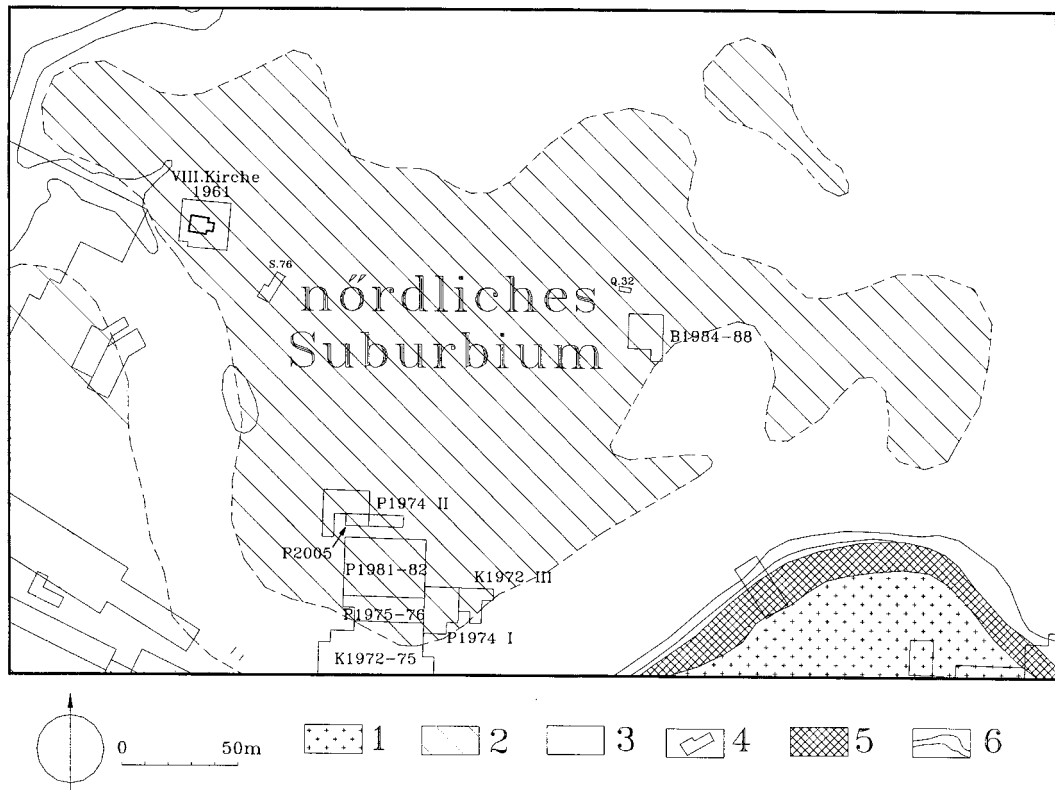 VIII.Kirche
1961
S.76
nőrdliches
Suburbium
Q.32
B1984-88
P1974 II
P2005
P1981-82
K1972 III
P1975-76
P1974 I
K1972-75
0 50m
1 2 3 4 5 6